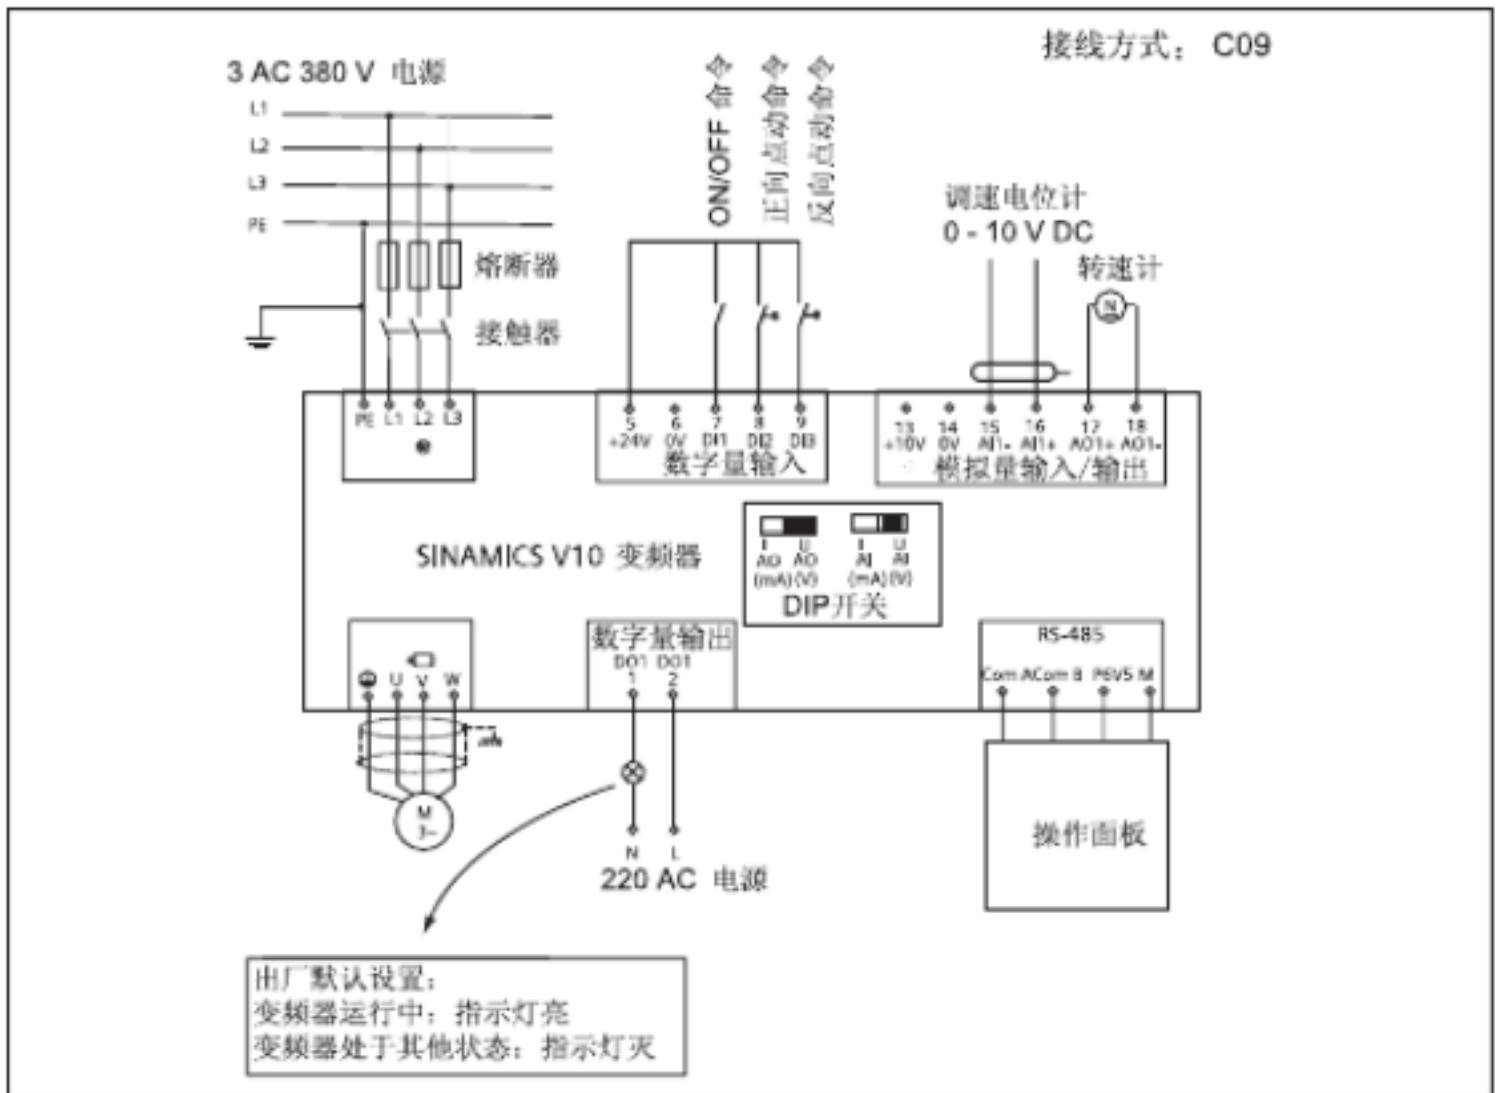 接线方式： C09
3 AC 380 V 电源
L1
L2
L3
PE
熔断器
接触器
ON/OFF 命令
正向点动命令
反向点动命令
调速电位计
0 - 10 V DC
转速计
N
PE L1 L2 L3
5 6 7 8 9
+24V 0V DI1 DI2 DI3
数字量输入
13 14 15 16 17 18
+10V 0V AI1- AI1+ AO1+ AO1-
模拟量输入/输出
SINAMICS V10 变频器
I U I U
AO AO AI AI
(mA) (V) (mA) (V)
DIP开关
U V W
M
3~
数字量输出
DO1 DO1
1 2
N L
220 AC 电源
RS-485
Com A Com B P6V5 M
操作面板
出厂默认设置：
变频器运行中：指示灯亮
变频器处于其他状态：指示灯灭